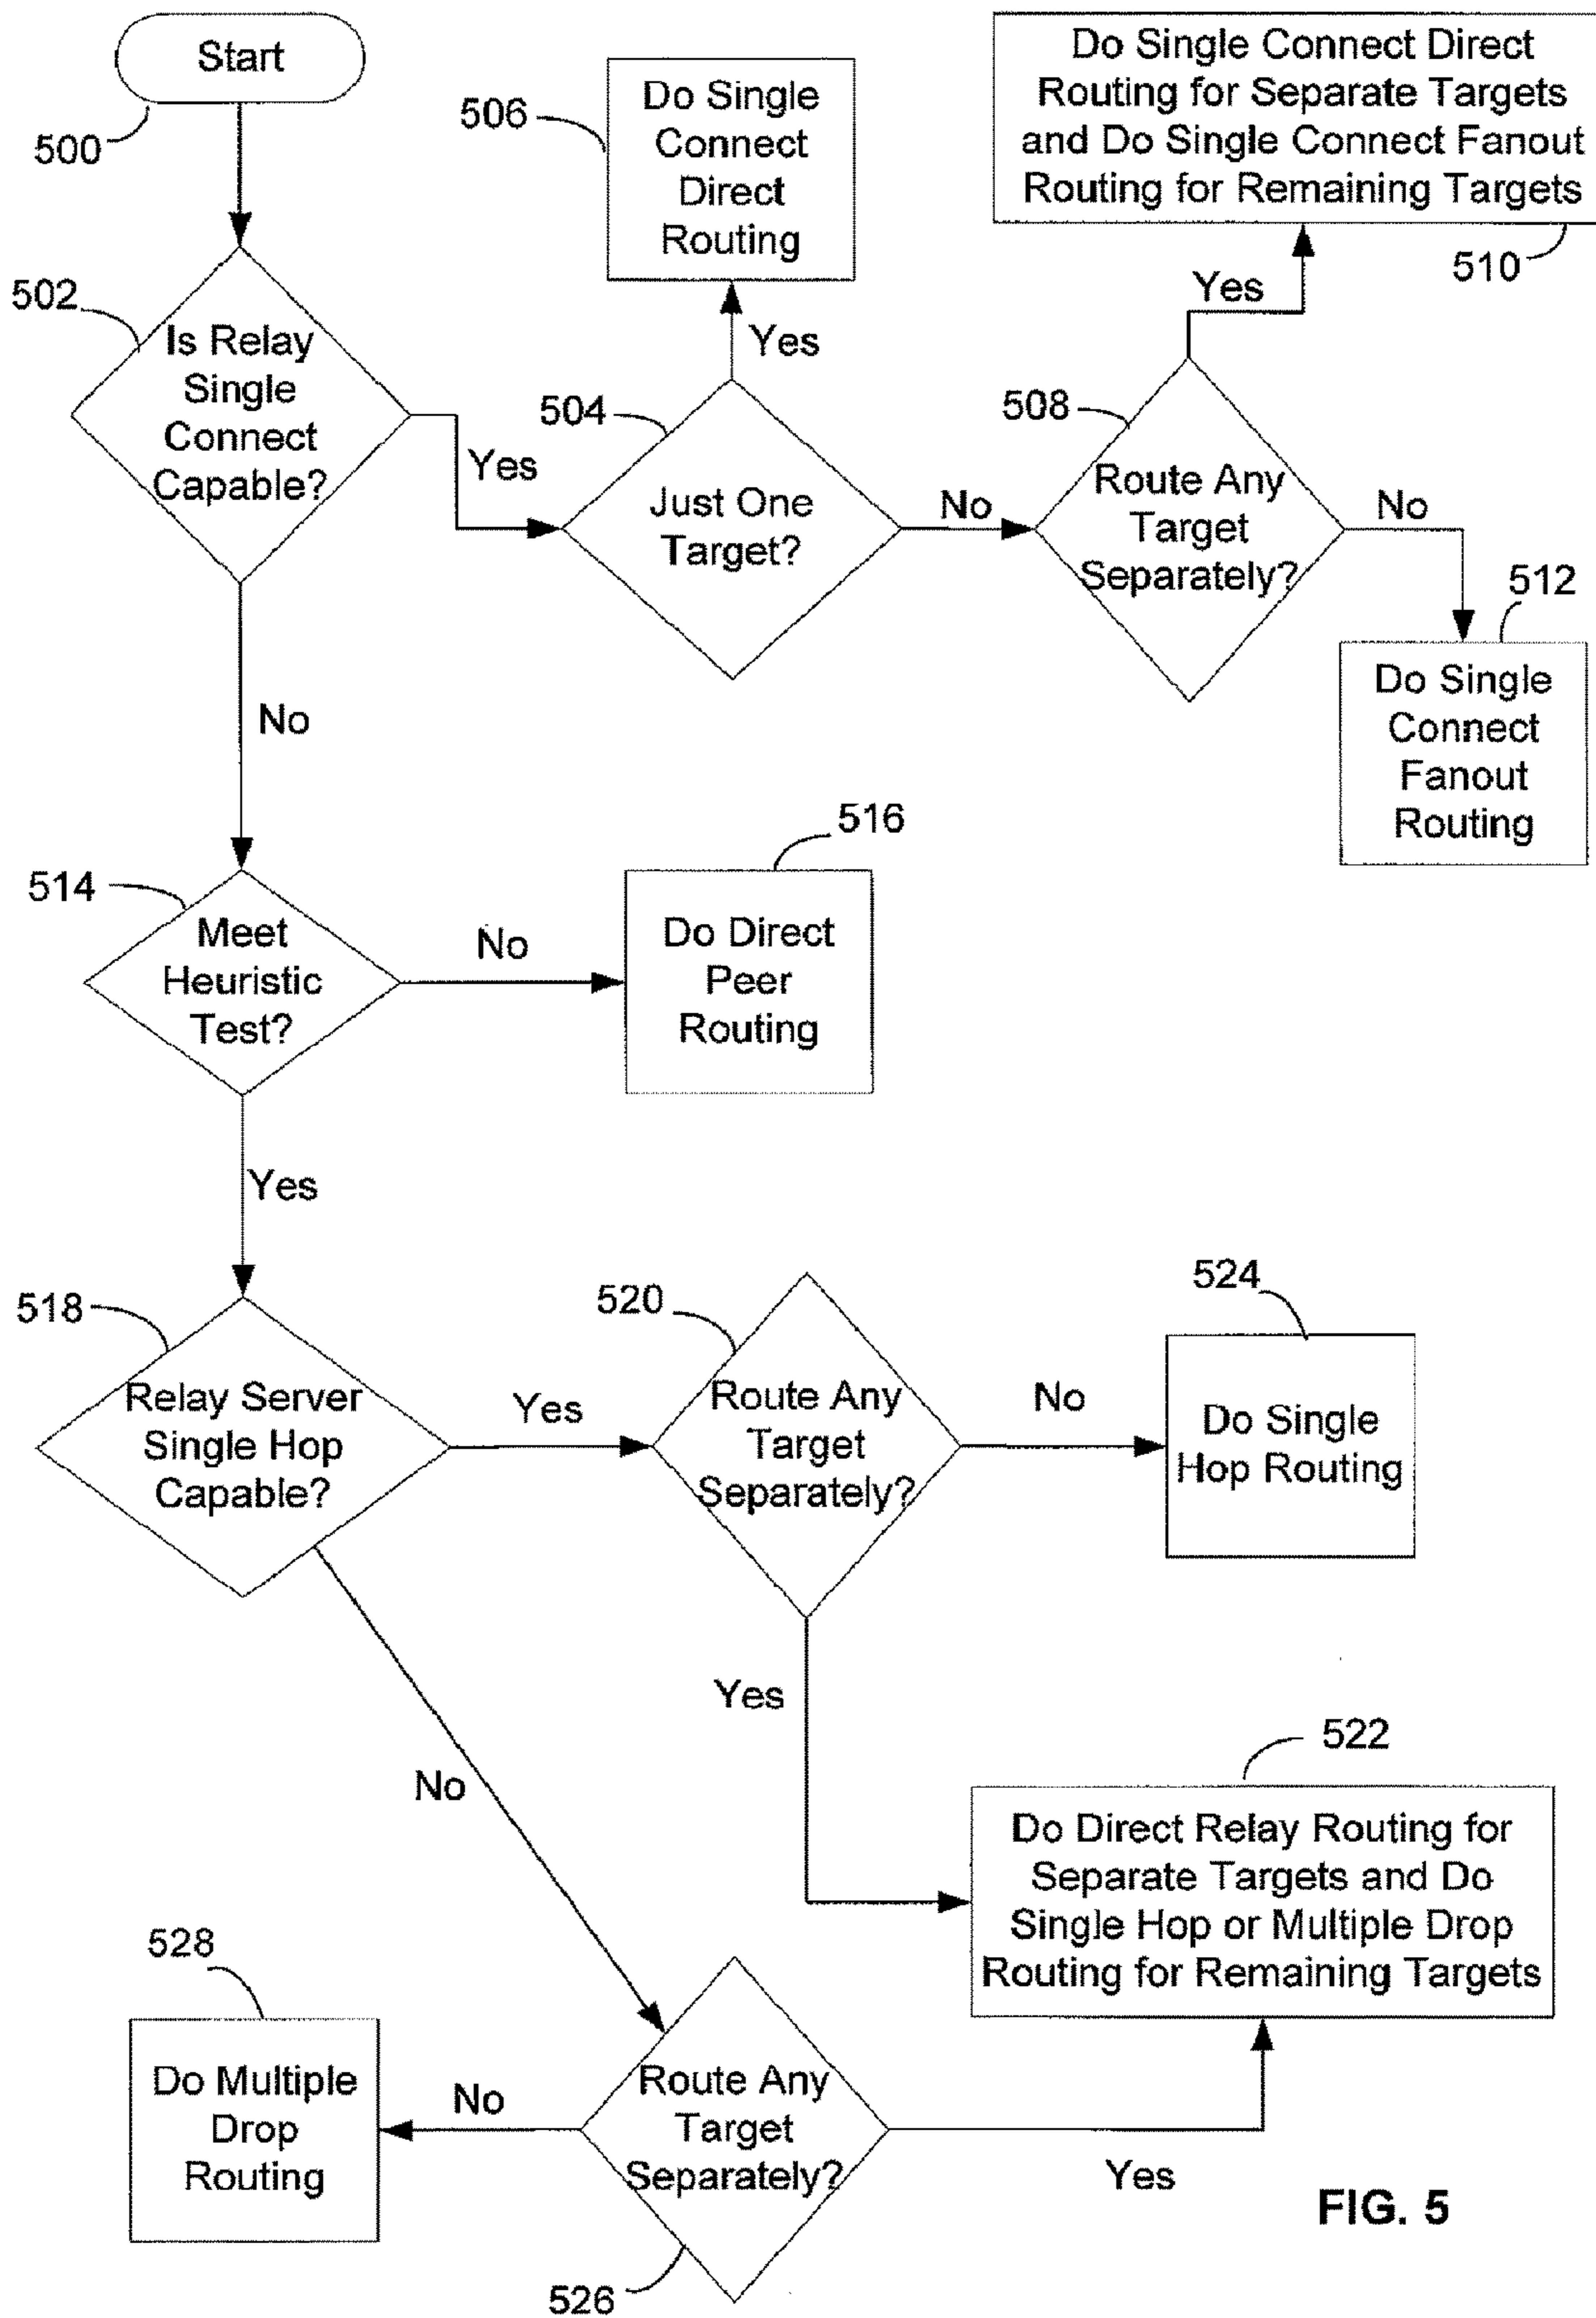 Start
500
506
Do Single
Connect
Direct
Routing
Do Single Connect Direct
Routing for Separate Targets
and Do Single Connect Fanout
Routing for Remaining Targets
510
502
Is Relay
Single
Connect
Capable?
Yes
Yes
Yes
504
Just One
Target?
No
508
Route Any
Target
Separately?
No
512
Do Single
Connect
Fanout
Routing
No
514
Meet
Heuristic
Test?
No
516
Do Direct
Peer
Routing
Yes
518
Relay Server
Single Hop
Capable?
Yes
520
Route Any
Target
Separately?
No
524
Do Single
Hop Routing
Yes
No
522
Do Direct Relay Routing for
Separate Targets and Do
Single Hop or Multiple Drop
Routing for Remaining Targets
528
Do Multiple
Drop
Routing
No
Route Any
Target
Separately?
526
Yes
FIG. 5